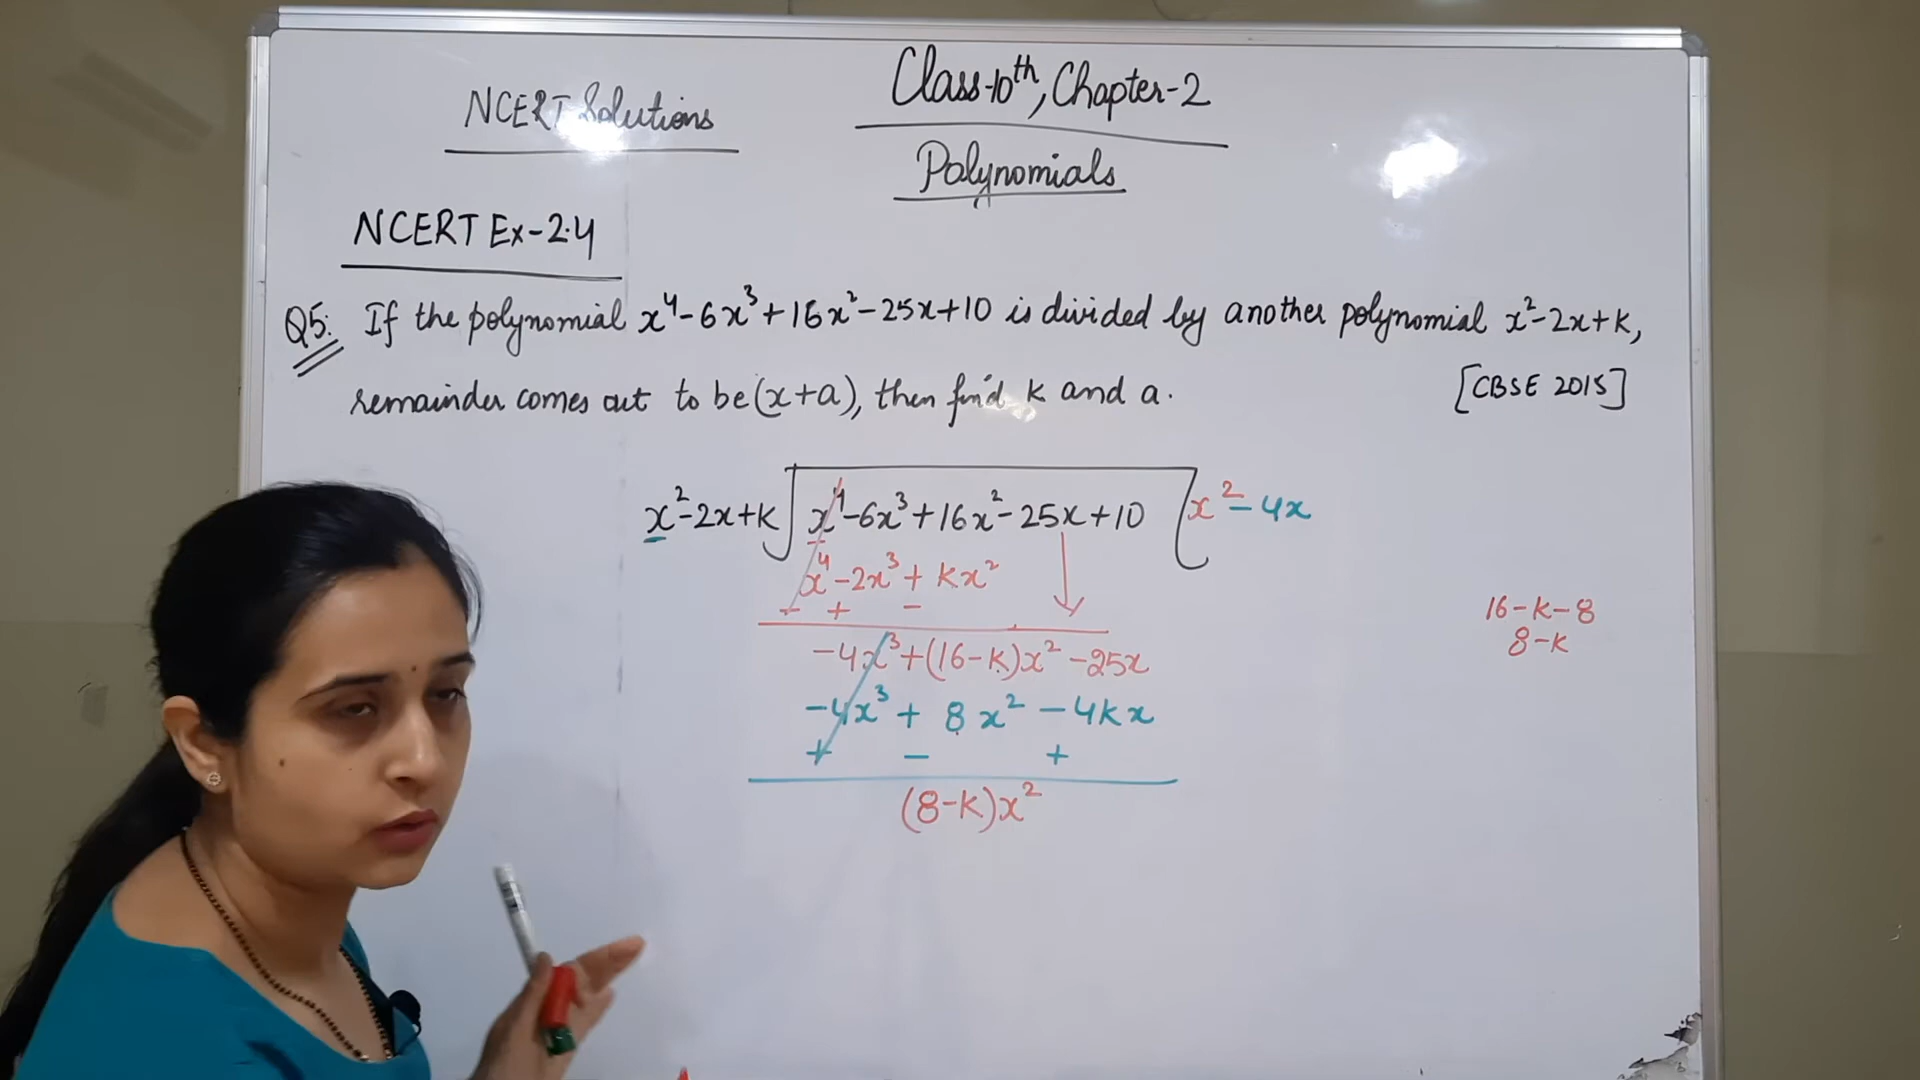 NCERT Solutions
Class-10th, Chapter-2
Polynomials
NCERT Ex-2.4
Q5: If the polynomial x⁴-6x³+16x²-25x+10 is divided by another polynomial x²-2x+k,
remainder comes out to be (x+a), then find k and a.
[CBSE 2015]
x²-2x+k x⁴-6x³+16x²-25x+10 x²-4x
x⁴-2x³+kx²
- + -
-4x³+(16-k)x²-25x
-4x³+8x²-4kx
+ - +
(8-k)x²
16-k-8
8-k